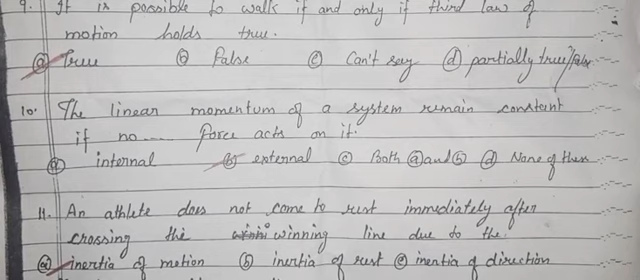 9. It is possible to walk if and only if third law of
motion holds true.
(a) True (b) False (c) Can't say (d) partially true/false
10. The linear momentum of a system remain constant
if no ...... force acts on it.
(a) internal (b) external (c) Both (a) and (b) (d) None of them
11. An athlete does not come to rest immediately after
crossing the winning line due to the.
(a) inertia of motion (b) inertia of rest (c) inertia of direction